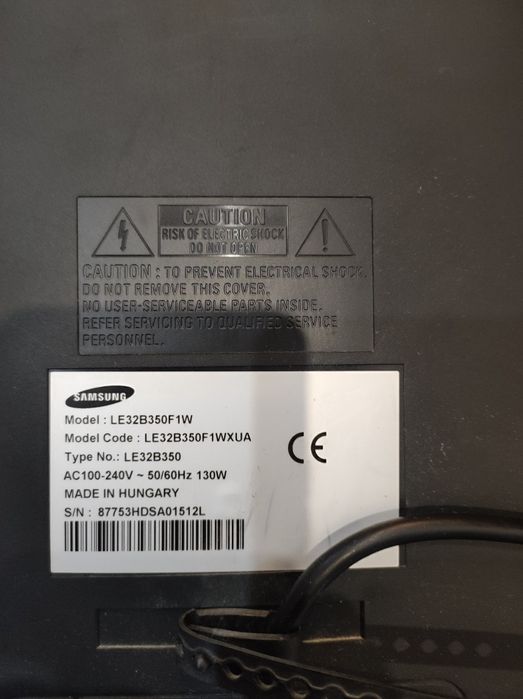 CAUTION
RISK OF ELECTRIC SHOCK
DO NOT OPEN
CAUTION : TO PREVENT ELECTRICAL SHOCK,
DO NOT REMOVE THIS COVER.
NO USER-SERVICEABLE PARTS INSIDE.
REFER SERVICING TO QUALIFIED SERVICE
PERSONNEL.
SAMSUNG
Model : LE32B350F1W
Model Code : LE32B350F1WXUA
Type No.: LE32B350
AC100-240V ~ 50/60Hz 130W
MADE IN HUNGARY
S/N : 87753HDSA01512L
CE